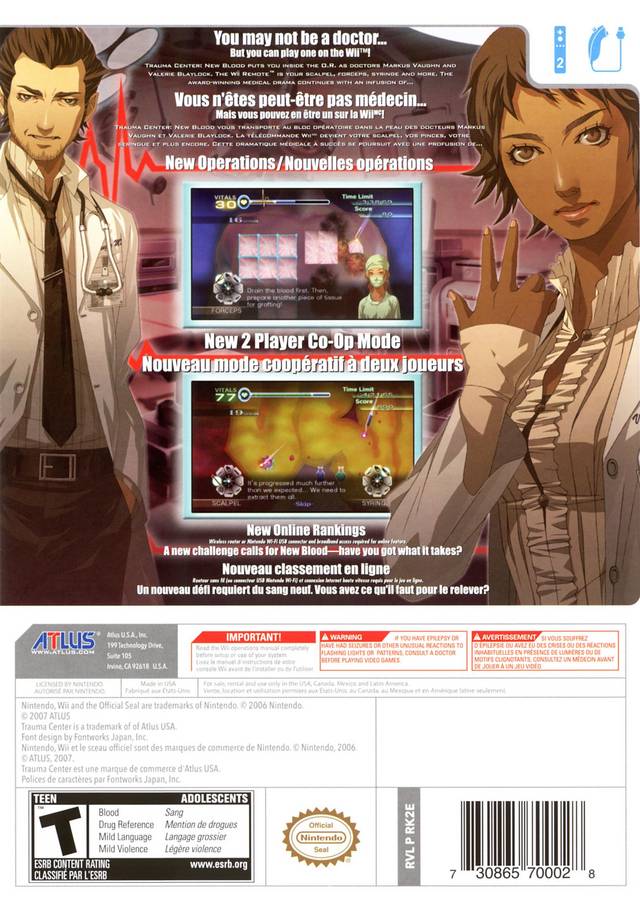 2
You may not be a doctor...
But you can play one on the Wii™!
Trauma Center: New Blood puts you inside the O.R. as doctors Markus Vaughn and
Valerie Blaylock. The Wii Remote™ is your scalpel, forceps, syringe and more. The
award-winning medical drama continues with an infusion of...
Vous n'êtes peut-être pas médecin...
Mais vous pouvez en être un sur la Wii™!
Trauma Center: New Blood vous transporte au bloc opératoire dans la peau des docteurs Markus
Vaughn et Valerie Blaylock. La télécommande Wii™ devient votre scalpel, vos pinces, votre
seringue et plus encore. Cette dramatique médicale à succès se poursuit avec une profusion de...
New Operations/Nouvelles opérations
VITALS
30
Time Limit
Score
Drain the blood first. Then,
prepare another piece of tissue
for grafting!
FORCEPS
New 2 Player Co-Op Mode
Nouveau mode coopératif à deux joueurs
VITALS
77
Time Limit
Score
It's progressed much further
than we expected... We need to
extract them all.
Skip
SCALPEL
SYRINGE
New Online Rankings
Wireless router or Nintendo Wi-Fi USB connector and broadband access required for online feature.
A new challenge calls for New Blood—have you got what it takes?
Nouveau classement en ligne
Routeur sans fil (ou connecteur USB Nintendo Wi-Fi) et connexion Internet haute vitesse requis pour le jeu en ligne.
Un nouveau défi requiert du sang neuf. Vous avez ce qu'il faut pour le relever?
ATLUS®
WWW.ATLUS.COM
Atlus U.S.A., Inc.
199 Technology Drive,
Suite 105
Irvine, CA 92618 U.S.A.
IMPORTANT!
Read the Wii operations manual completely
before setup or use of your system.
Lisez le manuel d'instructions de votre
console Wii avant de l'installer ou de l'utiliser
WARNING
IF YOU HAVE EPILEPSY OR
HAVE HAD SEIZURES OR OTHER UNUSUAL REACTIONS TO
FLASHING LIGHTS OR PATTERNS, CONSULT A DOCTOR
BEFORE PLAYING VIDEO GAMES.
AVERTISSEMENT
SI VOUS SOUFFREZ
D'ÉPILEPSIE OU AVEZ EU DES CRISES OU DES RÉACTIONS
INHABITUELLES EN PRÉSENCE DE LUMIÈRES OU DE
MOTIFS CLIGNOTANTS, CONSULTEZ UN MÉDECIN AVANT
DE JOUER À UN JEU VIDÉO.
LICENSED BY NINTENDO
AUTORISÉ PAR NINTENDO
Made in USA
Fabriqué aux États-Unis
For sale, rental and use only in the USA, Canada, Mexico and Latin America.
Vente, location et utilisation permises aux États-Unis, au Canada, au Mexique et en Amérique latine seulement.
Nintendo, Wii and the Official Seal are trademarks of Nintendo. © 2006 Nintendo.
© 2007 ATLUS
Trauma Center is a trademark of of Atlus USA.
Font design by Fontworks Japan, Inc.
Nintendo, Wii et le sceau officiel sont des marques de commerce de Nintendo. © Nintendo, 2006.
© ATLUS, 2007.
Trauma Center est une marque de commerce d'Atlus USA.
Polices de caractères par Fontworks Japan, Inc.
TEEN
ADOLESCENTS
T
Blood
Drug Reference
Mild Language
Mild Violence
Sang
Mention de drogues
Langage grossier
Légère violence
ESRB CONTENT RATING
www.esrb.org
CLASSIFIÉ PAR L'ESRB
Official
Nintendo
Seal
RVL P RK2E
7 30865 70002 8